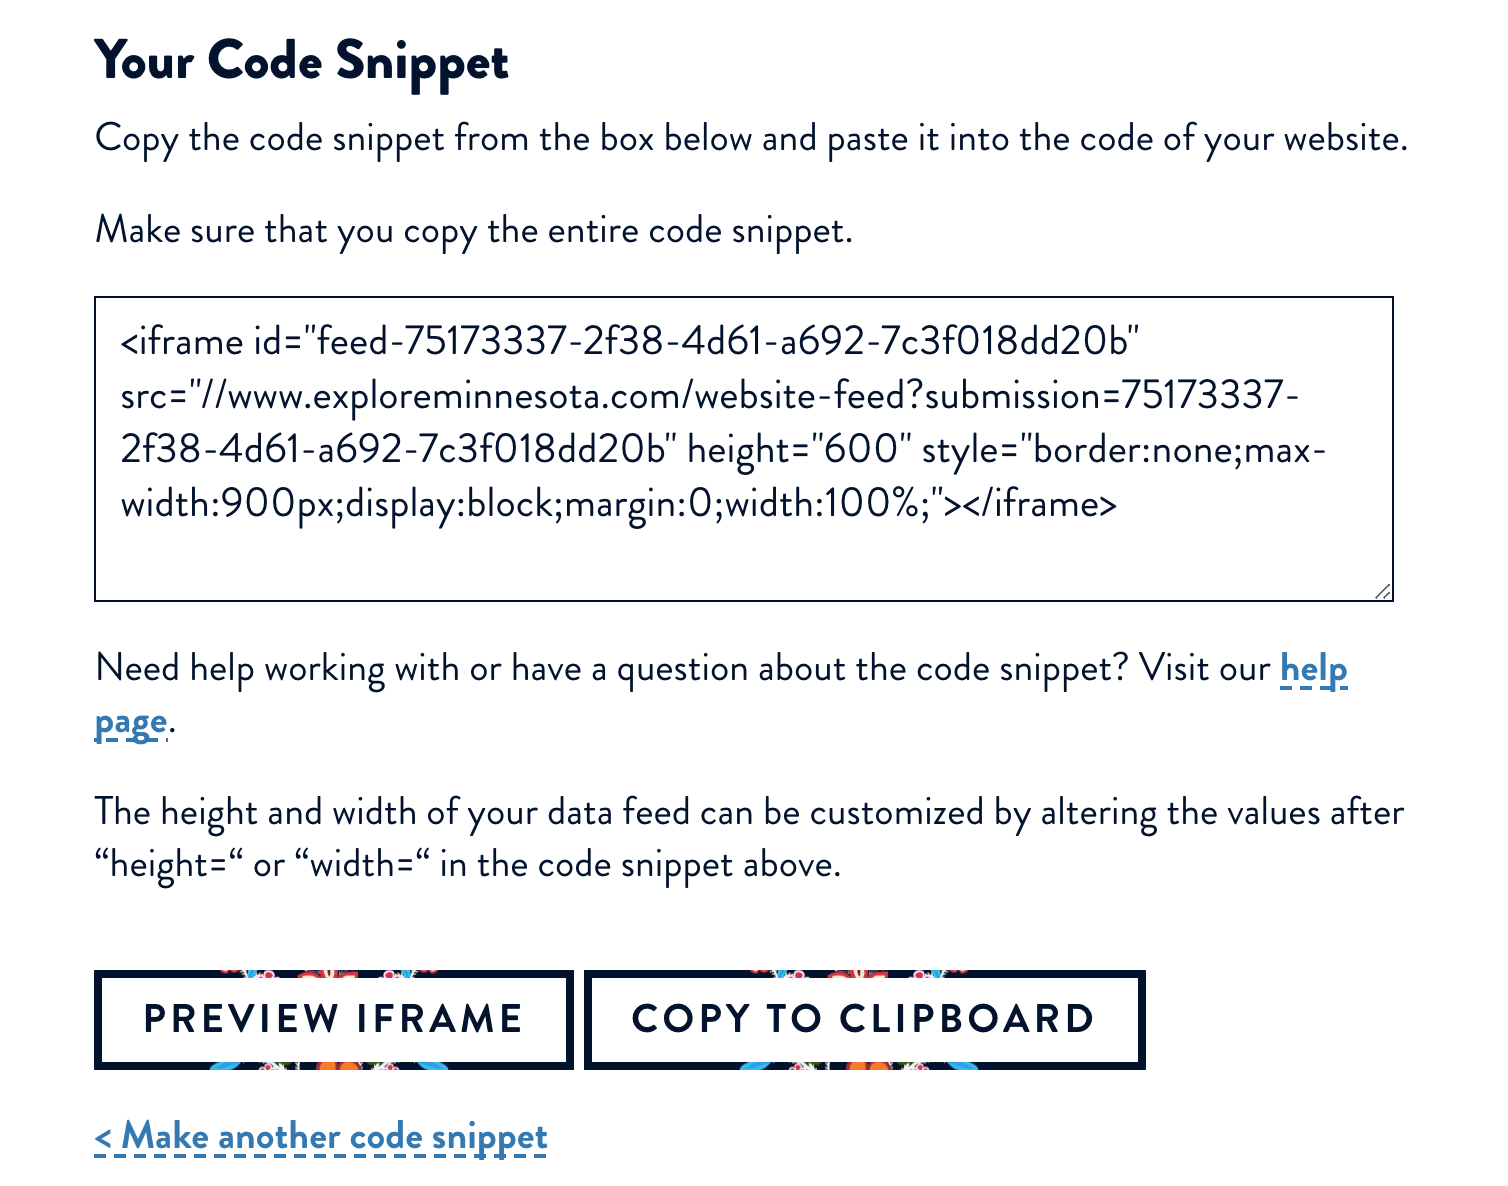 Your Code Snippet
Copy the code snippet from the box below and paste it into the code of your website.
Make sure that you copy the entire code snippet.
<iframe id="feed-75173337-2f38-4d61-a692-7c3f018dd20b"
src="//www.exploreminnesota.com/website-feed?submission=75173337-
2f38-4d61-a692-7c3f018dd20b" height="600" style="border:none;max-
width:900px;display:block;margin:0;width:100%;"></iframe>
Need help working with or have a question about the code snippet? Visit our help
page.
The height and width of your data feed can be customized by altering the values after
“height=“ or “width=“ in the code snippet above.
PREVIEW IFRAME COPY TO CLIPBOARD
< Make another code snippet